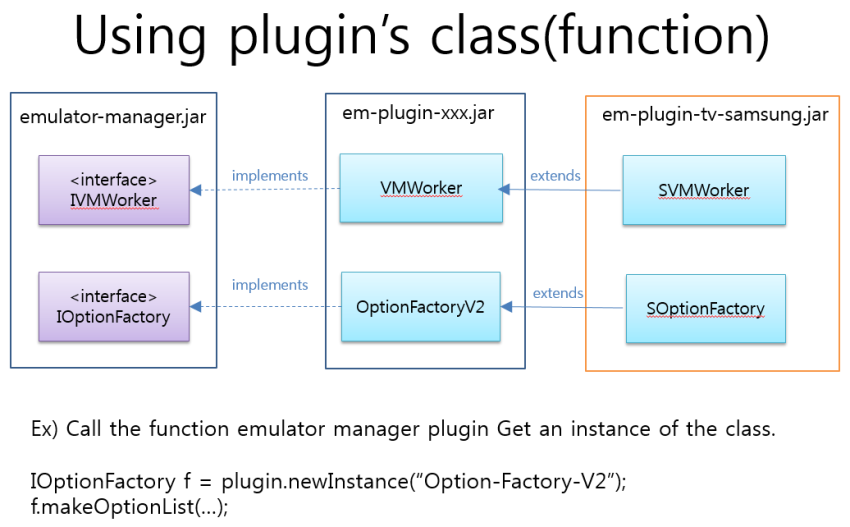 Using plugin’s class(function)
emulator-manager.jar
em-plugin-xxx.jar
em-plugin-tv-samsung.jar
<interface>
IVMWorker
implements
VMWorker
extends
SVMWorker
<interface>
IOptionFactory
implements
OptionFactoryV2
extends
SOptionFactory
Ex) Call the function emulator manager plugin Get an instance of the class.
IOptionFactory f = plugin.newInstance(“Option-Factory-V2”);
f.makeOptionList(…);